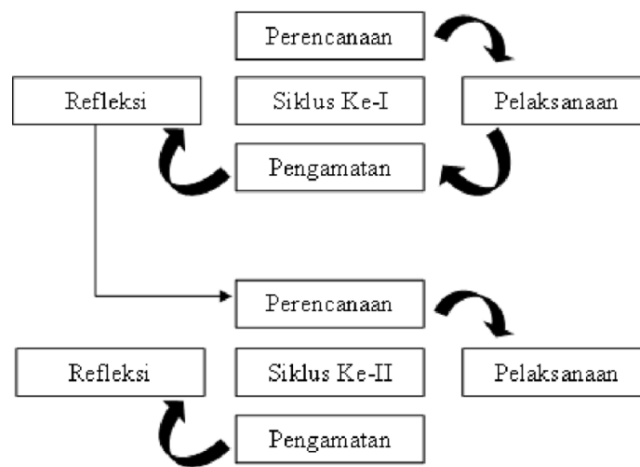 Perencanaan
Refleksi
Siklus Ke-I
Pelaksanaan
Pengamatan
Perencanaan
Refleksi
Siklus Ke-II
Pelaksanaan
Pengamatan